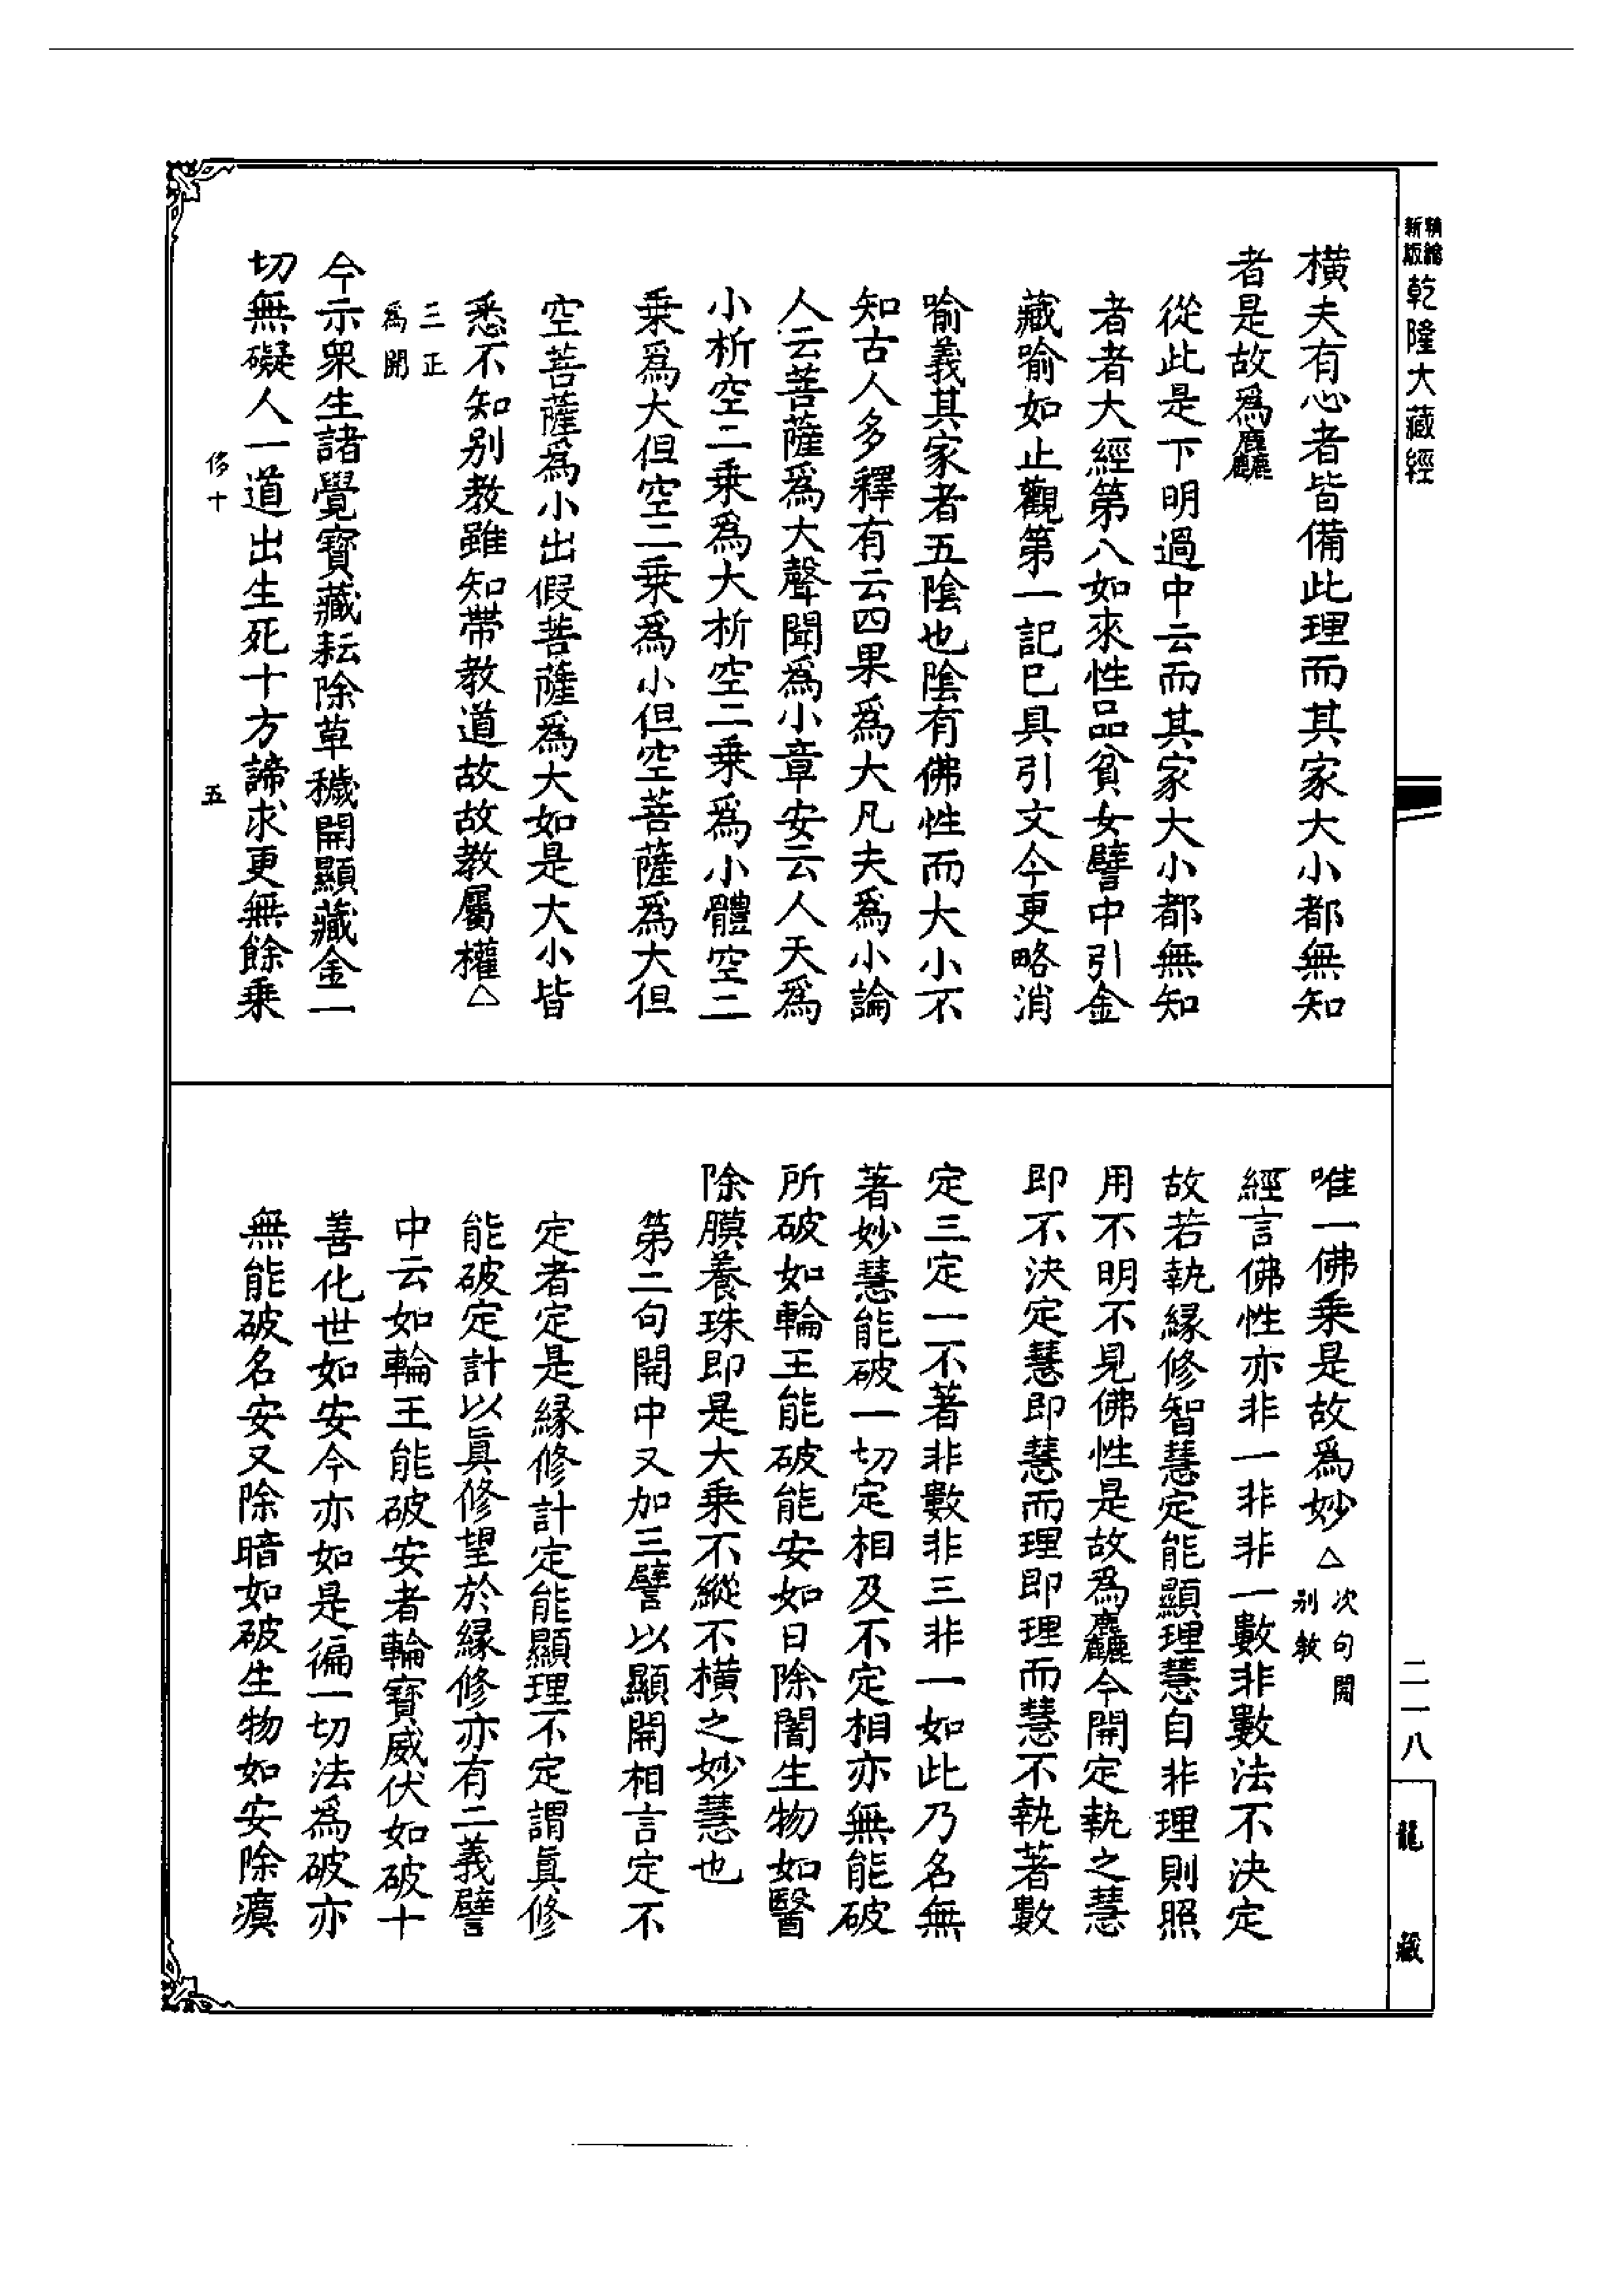 精縮新版乾隆大藏經
橫夫有心者皆備此理而其家大小都無知
者是故爲麤
從此是下明過中云而其家大小都無知
者者大經第八如來性品貧女譬中引金
藏喻如止觀第一記已具引文今更略消
喻義其家者五陰也陰有佛性而大小不
知古人多釋有云四果爲大凡夫爲小論
人云菩薩爲大聲聞爲小章安云人天爲
小析空二乘爲大析空二乘爲小體空二
乘爲大但空二乘爲小但空菩薩爲大但
空菩薩爲小出假菩薩爲大如是大小皆
悉不知别教雖知帶教道故故教屬權△
三正
爲開
今示衆生諸覺寶藏耘除草穢開顯藏金一
切無礙人一道出生死十方諦求更無餘乘
侈十 五
唯一佛乘是故爲妙△次句開
别教
經言佛性亦非一非非一數非數法不決定
故若執緣修智慧定能顯理慧自非理則照
用不明不見佛性是故爲麤今開定執之慧
即不決定慧即慧而理即理而慧不執著數
定三定一不著非數非三非一如此乃名無
著妙慧能破一切定相及不定相亦無能破
所破如輪王能破能安如日除闇生物如醫
除膜養珠即是大乘不縱不橫之妙慧也
第二句開中又加三譬以顯開相言定不
定者定是緣修計定能顯理不定謂眞修
能破定計以眞修望於緣修亦有二義譬
中云如輪王能破安者輪寶威伏如破十
善化世如安今亦如是徧一切法爲破亦
無能破名安又除暗如破生物如安除瘼
二一八
龍藏